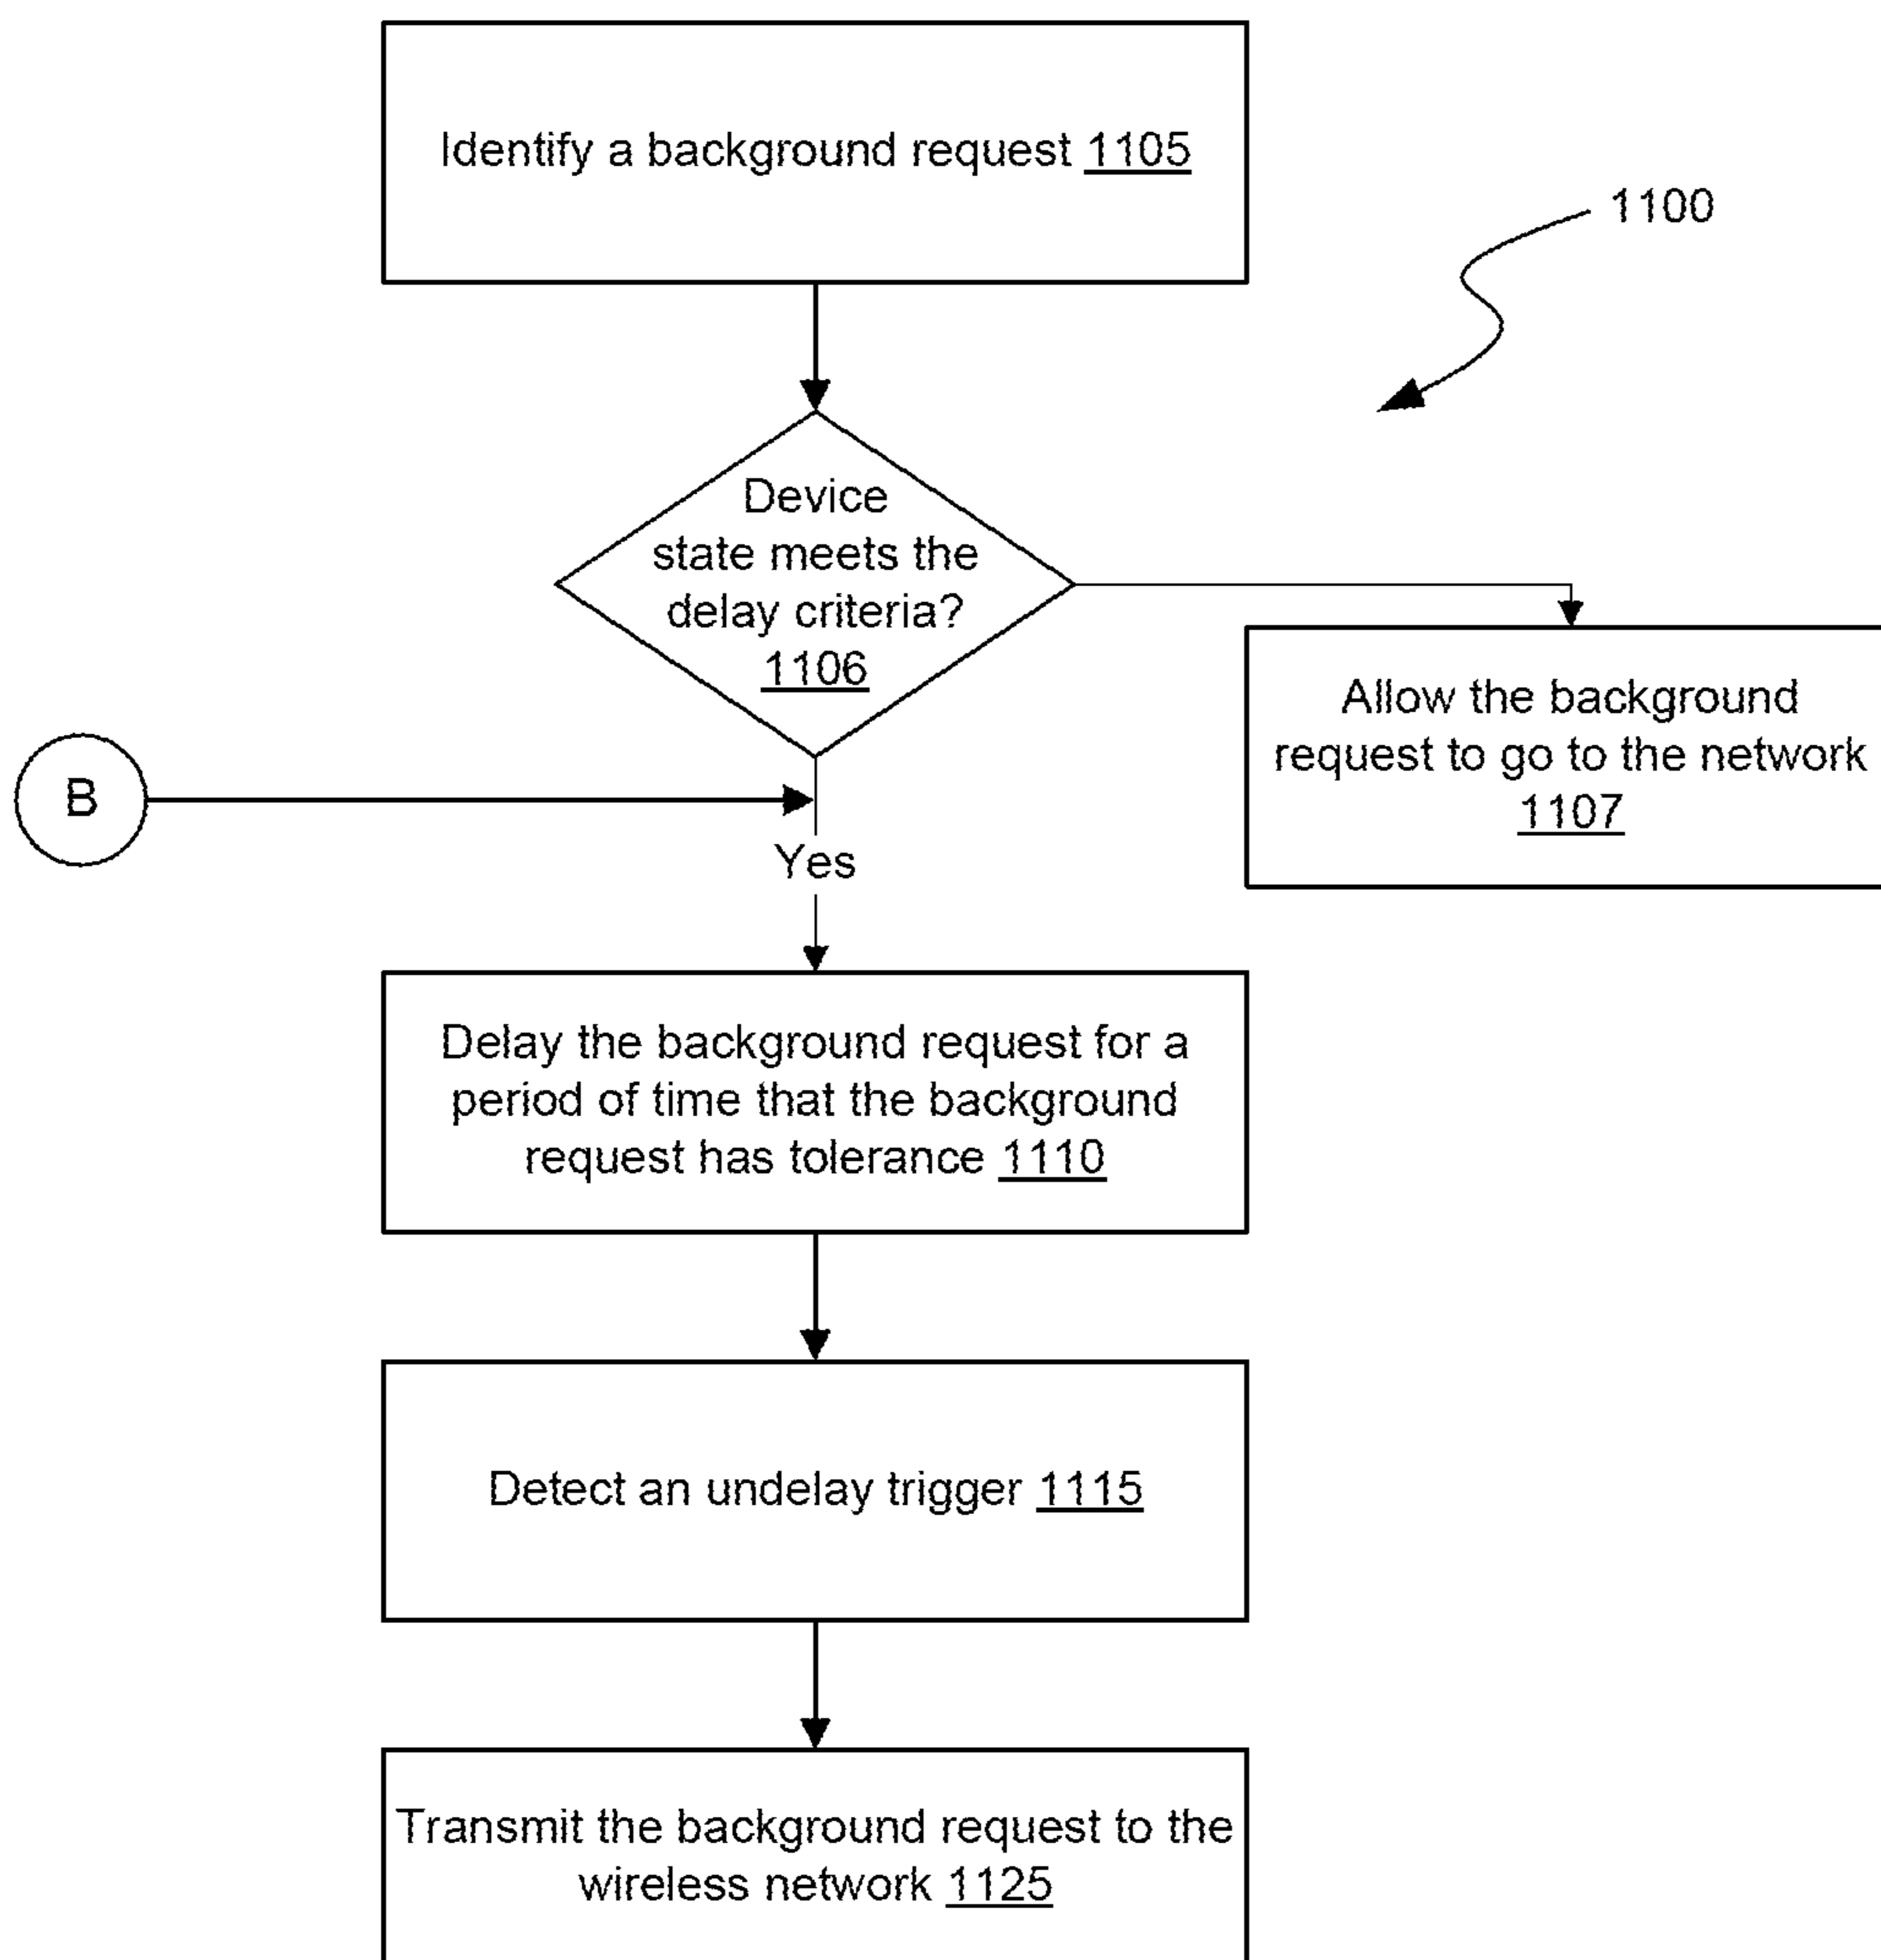 Identify a background request 1105
1100
Device
state meets the
delay criteria?
1106
Allow the background
request to go to the network
1107
B
Yes
Delay the background request for a
period of time that the background
request has tolerance 1110
Detect an undelay trigger 1115
Transmit the background request to the
wireless network 1125